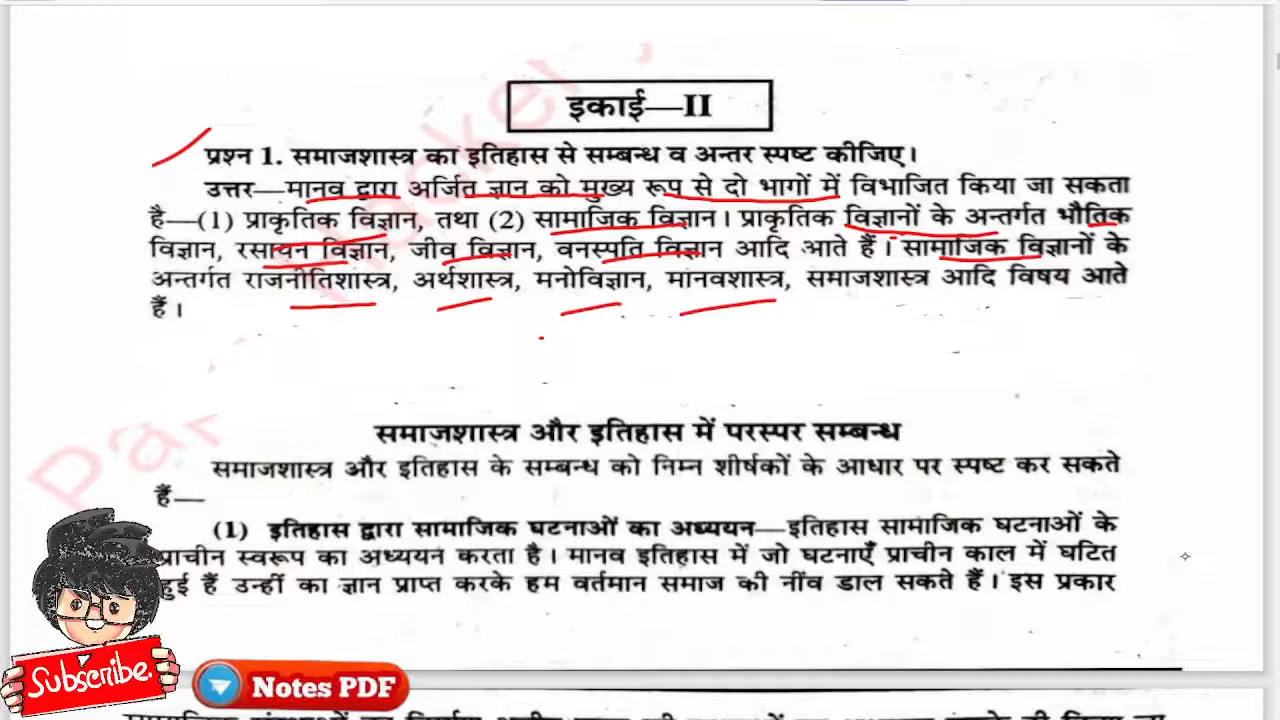 इकाई—II
प्रश्न 1. समाजशास्त्र का इतिहास से सम्बन्ध व अन्तर स्पष्ट कीजिए।
उत्तर—मानव द्वारा अर्जित ज्ञान को मुख्य रूप से दो भागों में विभाजित किया जा सकता
है—(1) प्राकृतिक विज्ञान, तथा (2) सामाजिक विज्ञान। प्राकृतिक विज्ञानों के अन्तर्गत भौतिक
विज्ञान, रसायन विज्ञान, जीव विज्ञान, वनस्पति विज्ञान आदि आते हैं। सामाजिक विज्ञानों के
अन्तर्गत राजनीतिशास्त्र, अर्थशास्त्र, मनोविज्ञान, मानवशास्त्र, समाजशास्त्र आदि विषय आते
हैं।
समाजशास्त्र और इतिहास में परस्पर सम्बन्ध
समाजशास्त्र और इतिहास के सम्बन्ध को निम्न शीर्षकों के आधार पर स्पष्ट कर सकते
हैं—
(1) इतिहास द्वारा सामाजिक घटनाओं का अध्ययन—इतिहास सामाजिक घटनाओं के
प्राचीन स्वरूप का अध्ययन करता है। मानव इतिहास में जो घटनाएँ प्राचीन काल में घटित
हुई हैं उन्हीं का ज्ञान प्राप्त करके हम वर्तमान समाज की नींव डाल सकते हैं। इस प्रकार
Subscribe.
Notes PDF